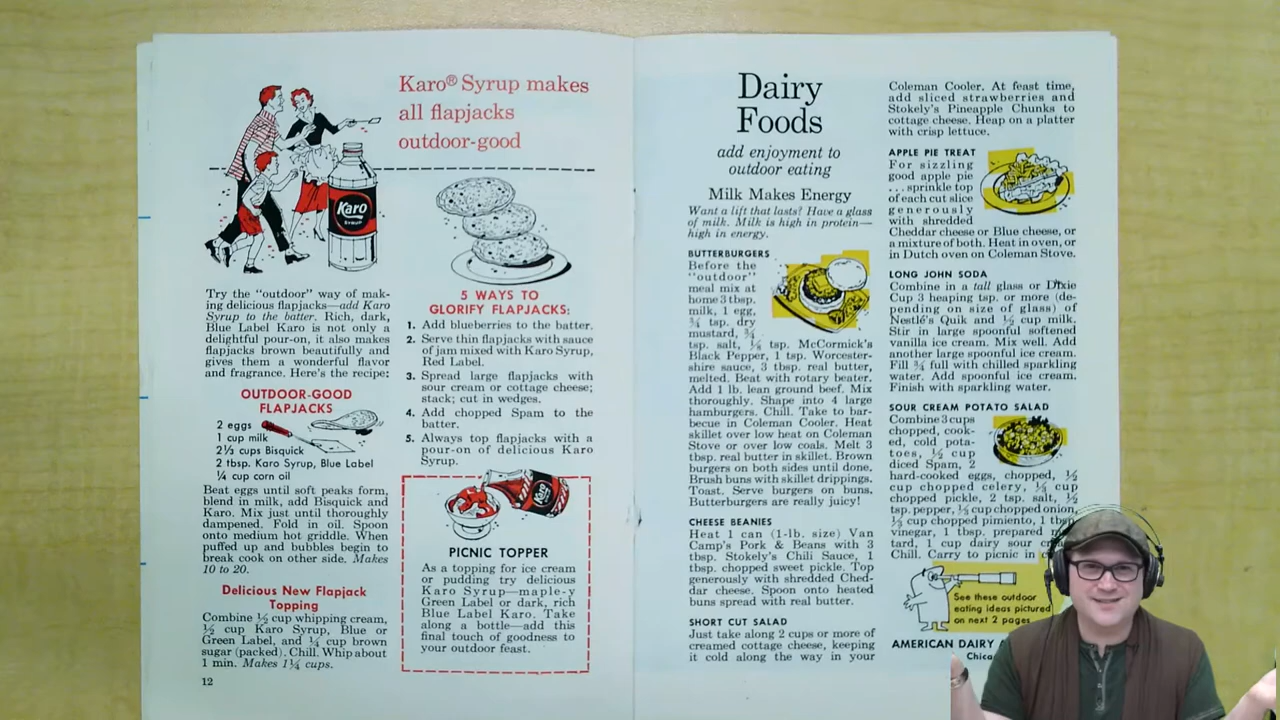 Karo® Syrup makes
all flapjacks
outdoor-good
Karo
SYRUP
Try the "outdoor" way of mak-
ing delicious flapjacks—add Karo
Syrup to the batter. Rich, dark,
Blue Label Karo is not only a
delightful pour-on, it also makes
flapjacks brown beautifully and
gives them a wonderful flavor
and fragrance. Here's the recipe:
OUTDOOR-GOOD
FLAPJACKS
2 eggs
1 cup milk
2⅓ cups Bisquick
2 tbsp. Karo Syrup, Blue Label
¼ cup corn oil
Beat eggs until soft peaks form,
blend in milk, add Bisquick and
Karo. Mix just until thoroughly
dampened. Fold in oil. Spoon
onto medium hot griddle. When
puffed up and bubbles begin to
break cook on other side. Makes
10 to 20.
Delicious New Flapjack
Topping
Combine ½ cup whipping cream,
½ cup Karo Syrup, Blue or
Green Label, and ¼ cup brown
sugar (packed). Chill. Whip about
1 min. Makes 1¼ cups.
12
5 WAYS TO
GLORIFY FLAPJACKS:
1. Add blueberries to the batter.
2. Serve thin flapjacks with sauce
of jam mixed with Karo Syrup,
Red Label.
3. Spread large flapjacks with
sour cream or cottage cheese;
stack; cut in wedges.
4. Add chopped Spam to the
batter.
5. Always top flapjacks with a
pour-on of delicious Karo
Syrup.
Karo
PICNIC TOPPER
As a topping for ice cream
or pudding try delicious
Karo Syrup—maple-y
Green Label or dark, rich
Blue Label Karo. Take
along a bottle—add this
final touch of goodness to
your outdoor feast.
Dairy
Foods
add enjoyment to
outdoor eating
Milk Makes Energy
Want a lift that lasts? Have a glass
of milk. Milk is high in protein—
high in energy.
BUTTERBURGERS
Before the
"outdoor"
meal mix at
home 3 tbsp.
milk, 1 egg,
¾ tsp. dry
mustard, ¾
tsp. salt, ⅛ tsp. McCormick's
Black Pepper, 1 tsp. Worcester-
shire sauce, 3 tbsp. real butter,
melted. Beat with rotary beater.
Add 1 lb. lean ground beef. Mix
thoroughly. Shape into 4 large
hamburgers. Chill. Take to bar-
becue in Coleman Cooler. Heat
skillet over low heat on Coleman
Stove or over low coals. Melt 3
tbsp. real butter in skillet. Brown
burgers on both sides until done.
Brush buns with skillet drippings.
Toast. Serve burgers on buns.
Butterburgers are really juicy!
CHEESE BEANIES
Heat 1 can (1-lb. size) Van
Camp's Pork & Beans with 3
tbsp. Stokely's Chili Sauce, 1
tbsp. chopped sweet pickle. Top
generously with shredded Ched-
dar cheese. Spoon onto heated
buns spread with real butter.
SHORT CUT SALAD
Just take along 2 cups or more of
creamed cottage cheese, keeping
it cold along the way in your
Coleman Cooler. At feast time,
add sliced strawberries and
Stokely's Pineapple Chunks to
cottage cheese. Heap on a platter
with crisp lettuce.
APPLE PIE TREAT
For sizzling
good apple pie
. . . sprinkle top
of each cut slice
generously
with shredded
Cheddar cheese or Blue cheese, or
a mixture of both. Heat in oven, or
in Dutch oven on Coleman Stove.
LONG JOHN SODA
Combine in a tall glass or Dixie
Cup 3 heaping tsp. or more (de-
pending on size of glass) of
Nestlé's Quik and ½ cup milk.
Stir in large spoonful softened
vanilla ice cream. Mix well. Add
another large spoonful ice cream.
Fill ¾ full with chilled sparkling
water. Add spoonful ice cream.
Finish with sparkling water.
SOUR CREAM POTATO SALAD
Combine 3 cups
chopped, cook-
ed, cold pota-
toes, ½ cup
diced Spam, 2
hard-cooked eggs, chopped, ½
cup chopped celery, ¼ cup
chopped pickle, 2 tsp. salt, ½
tsp. pepper, ½ cup chopped onion,
⅓ cup chopped pimiento, 1 tbsp.
vinegar, 1 tbsp. prepared
tard, 1 cup dairy sour
Chill. Carry to picnic in
See these outdoor
eating ideas pictured
on next 2 pages
AMERICAN DAIRY